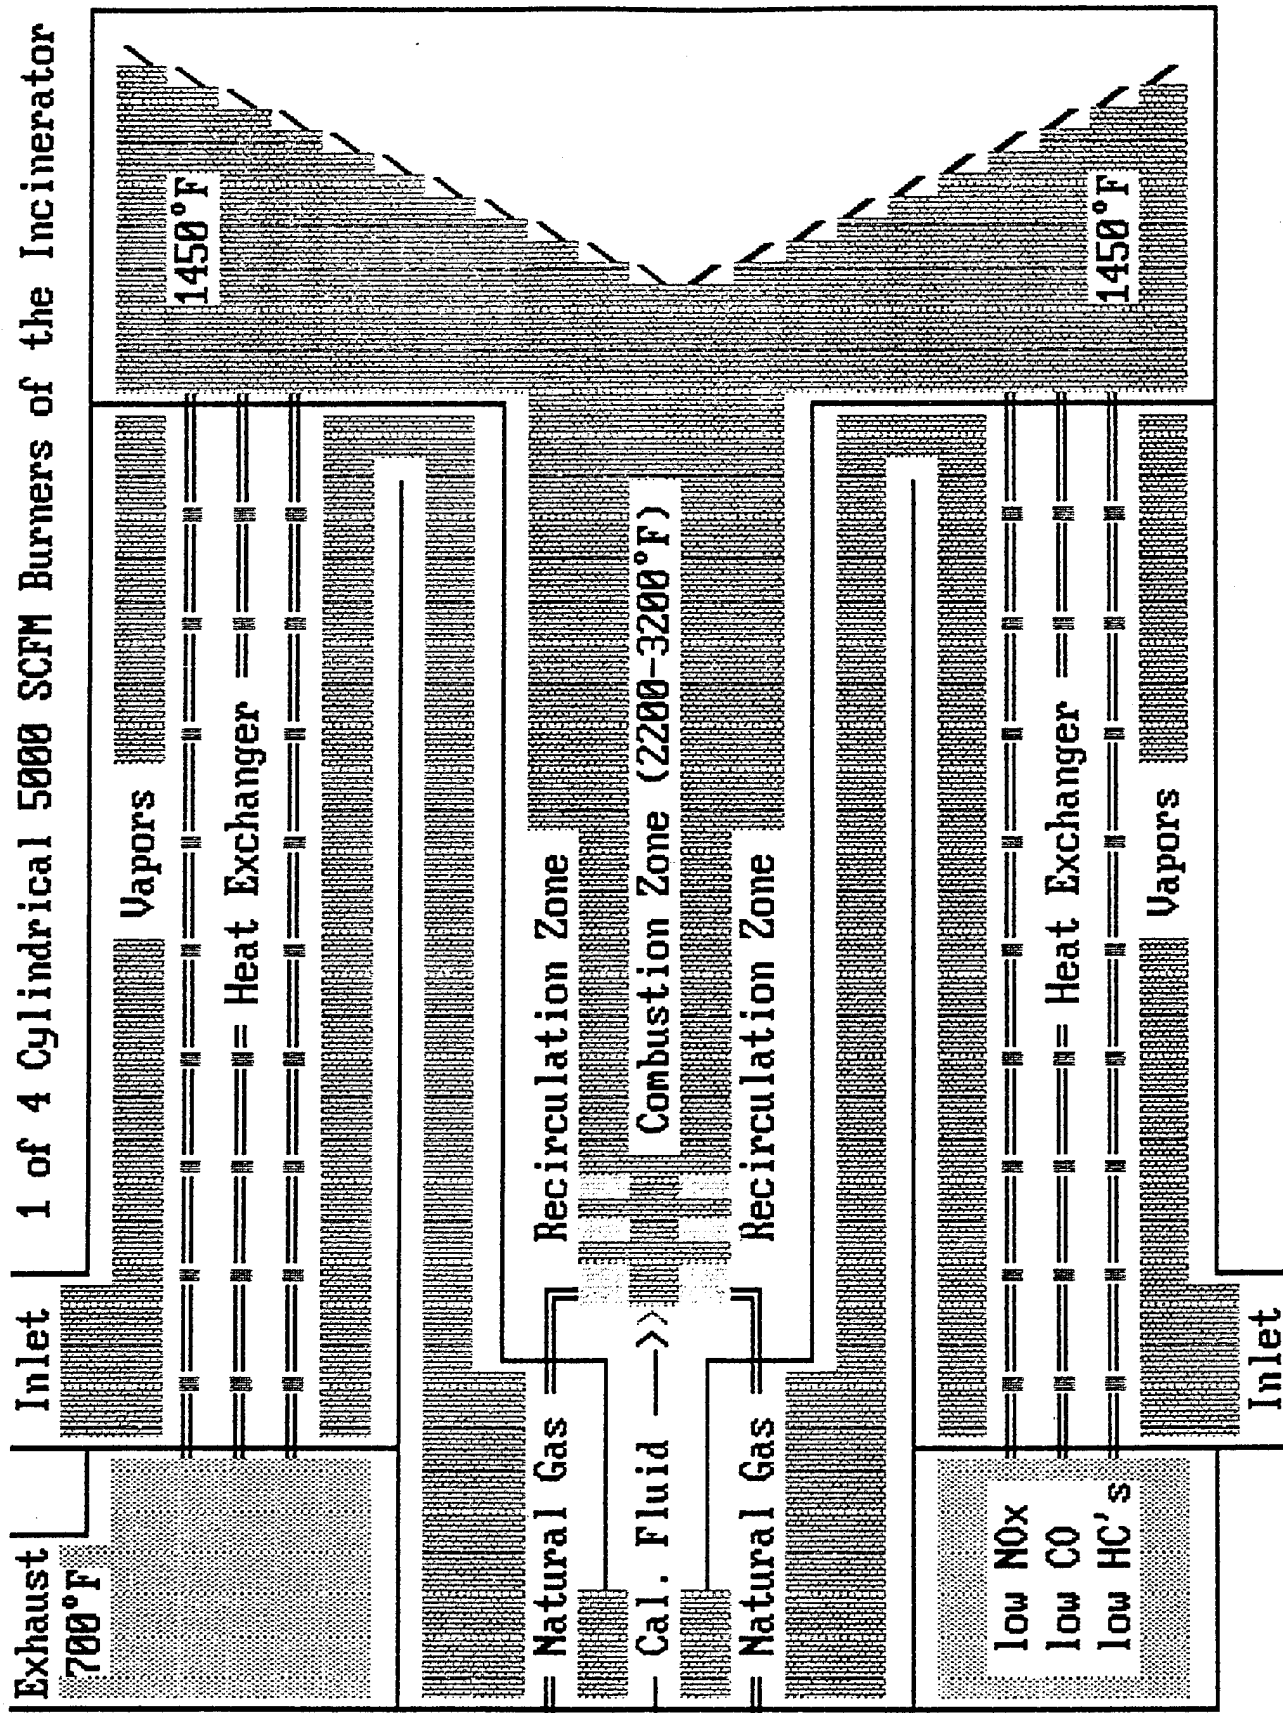 1 of 4 Cylindrical 5000 SCFM Burners of the Incinerator
Exhaust
700°F
Inlet
Vapors
1450°F
Heat Exchanger
Recirculation Zone
Natural Gas
Cal. Fluid
Combustion Zone (2200-3200°F)
Natural Gas
Recirculation Zone
low NOx
low CO
low HC's
Heat Exchanger
1450°F
Vapors
Inlet